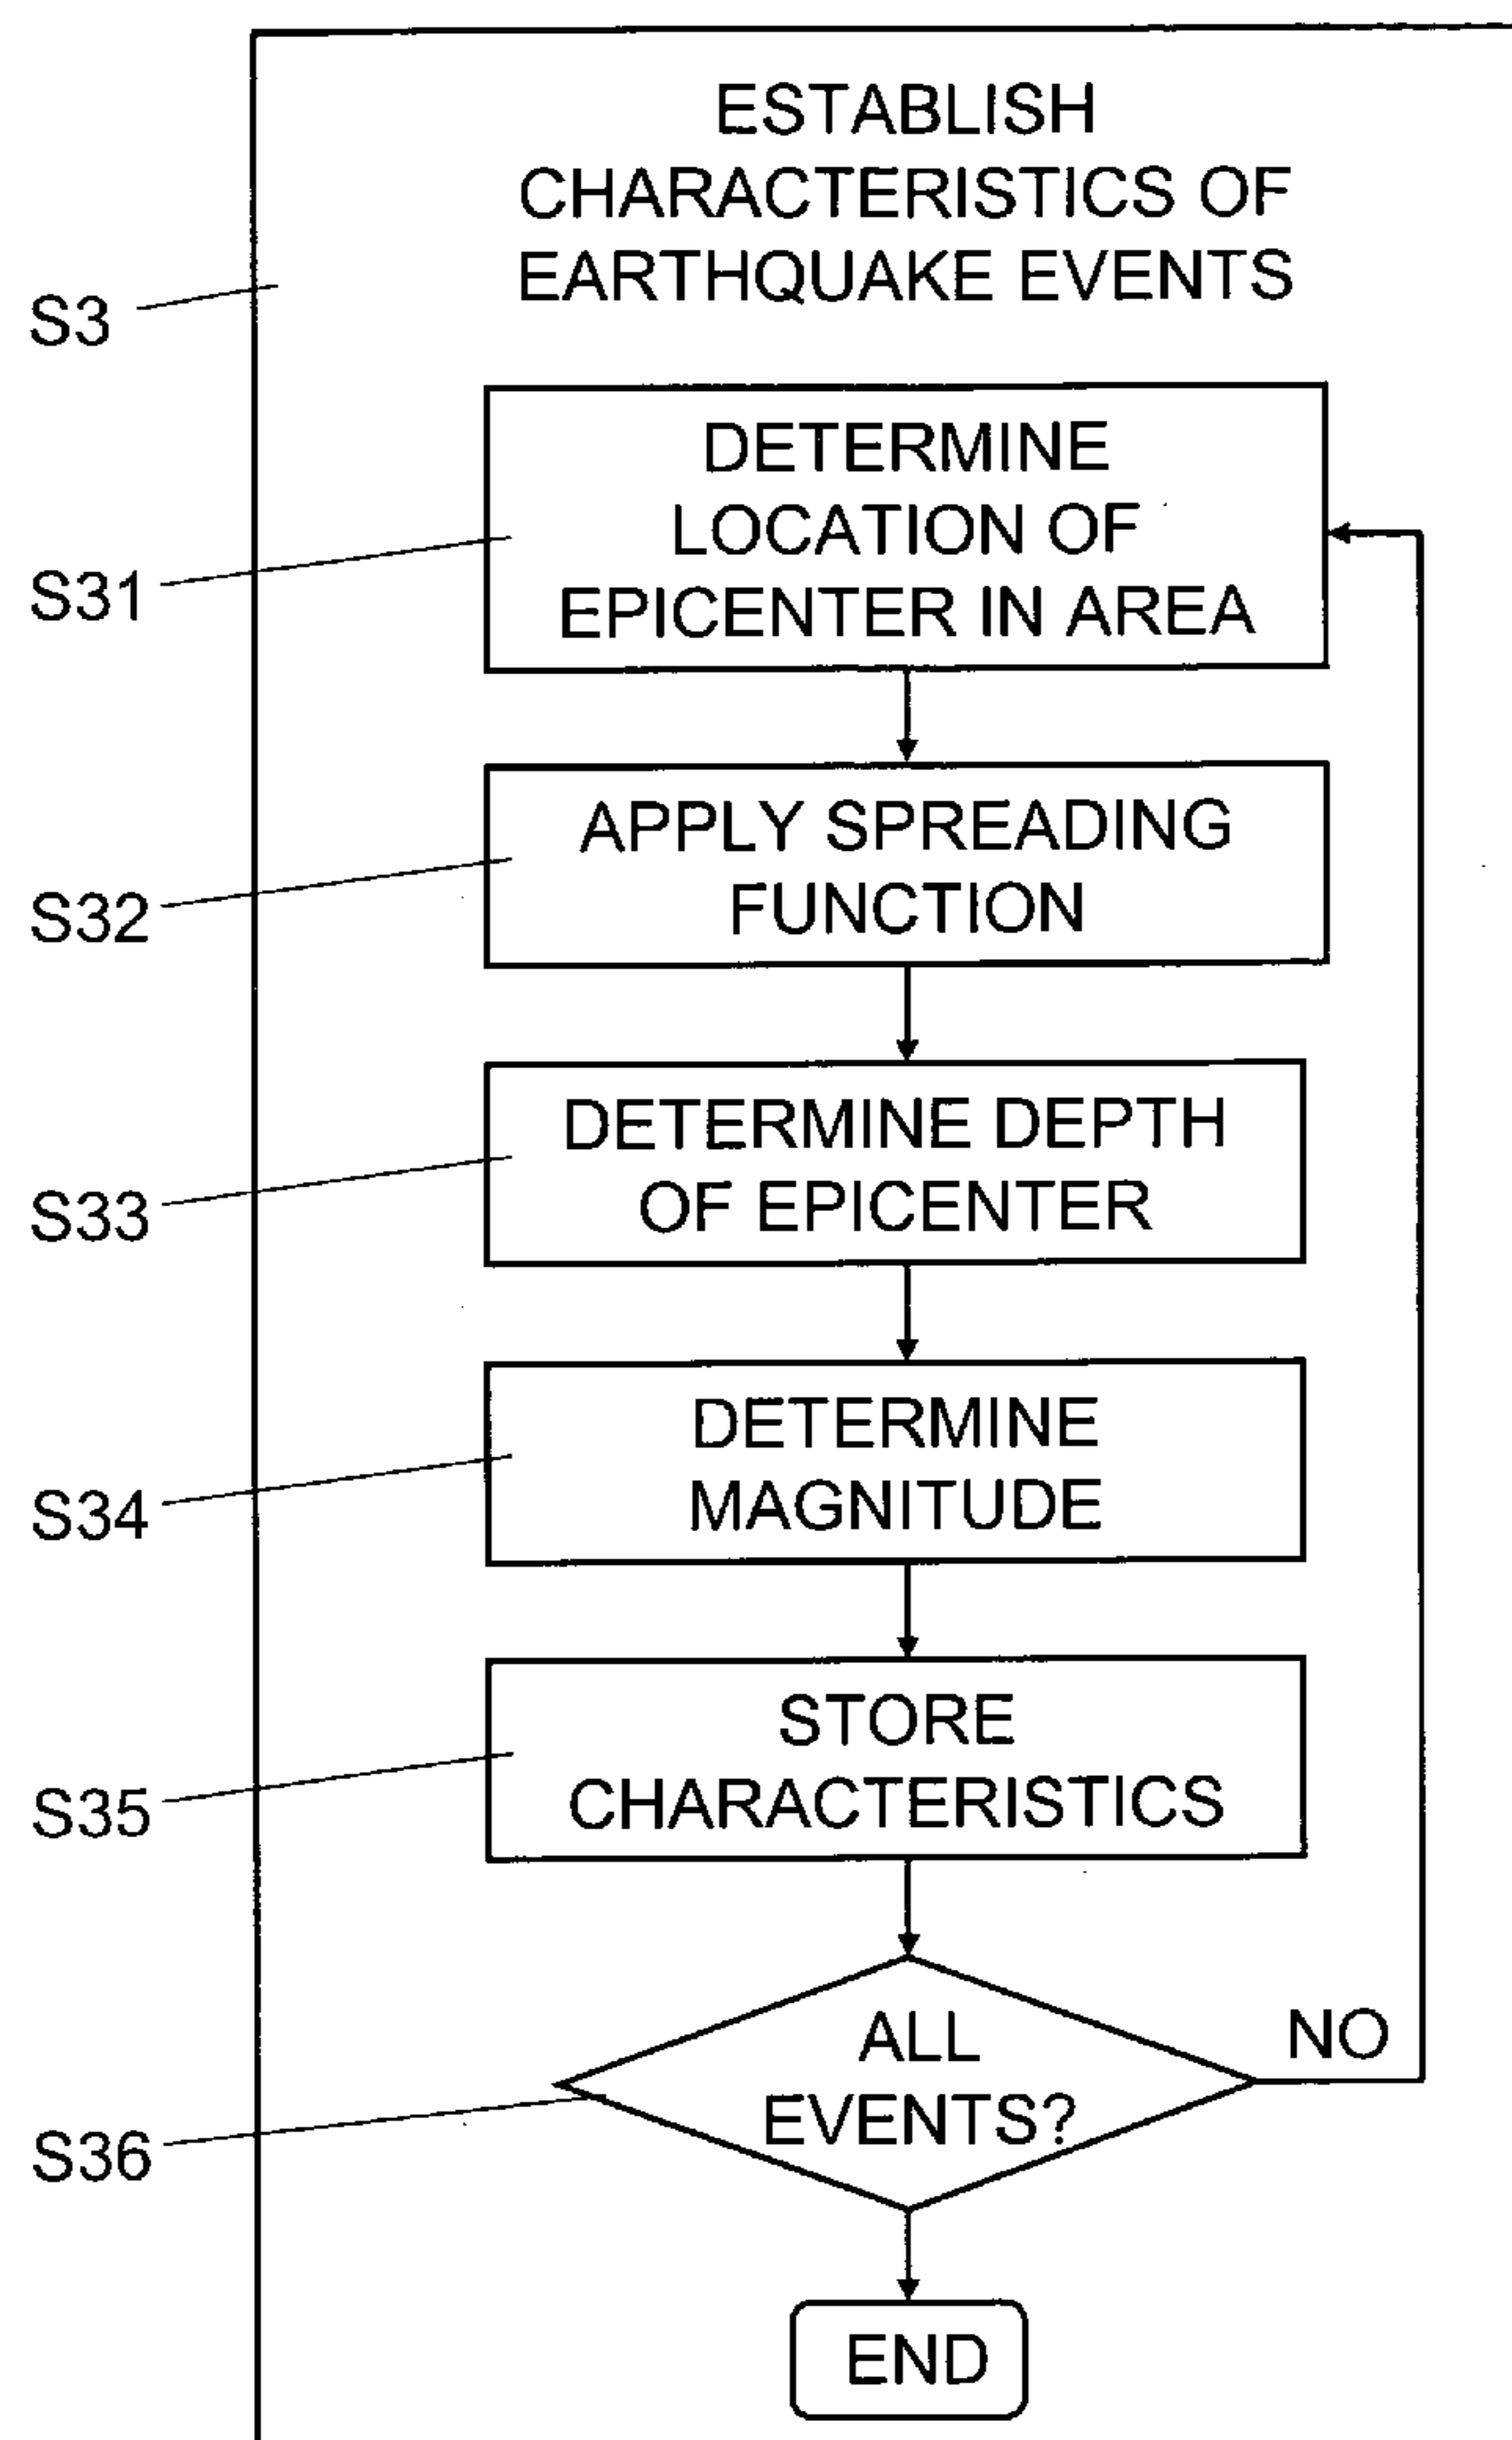 ESTABLISH
CHARACTERISTICS OF
EARTHQUAKE EVENTS
S3
DETERMINE
LOCATION OF
EPICENTER IN AREA
S31
APPLY SPREADING
FUNCTION
S32
DETERMINE DEPTH
OF EPICENTER
S33
DETERMINE
MAGNITUDE
S34
STORE
CHARACTERISTICS
S35
ALL
EVENTS?
NO
S36
END